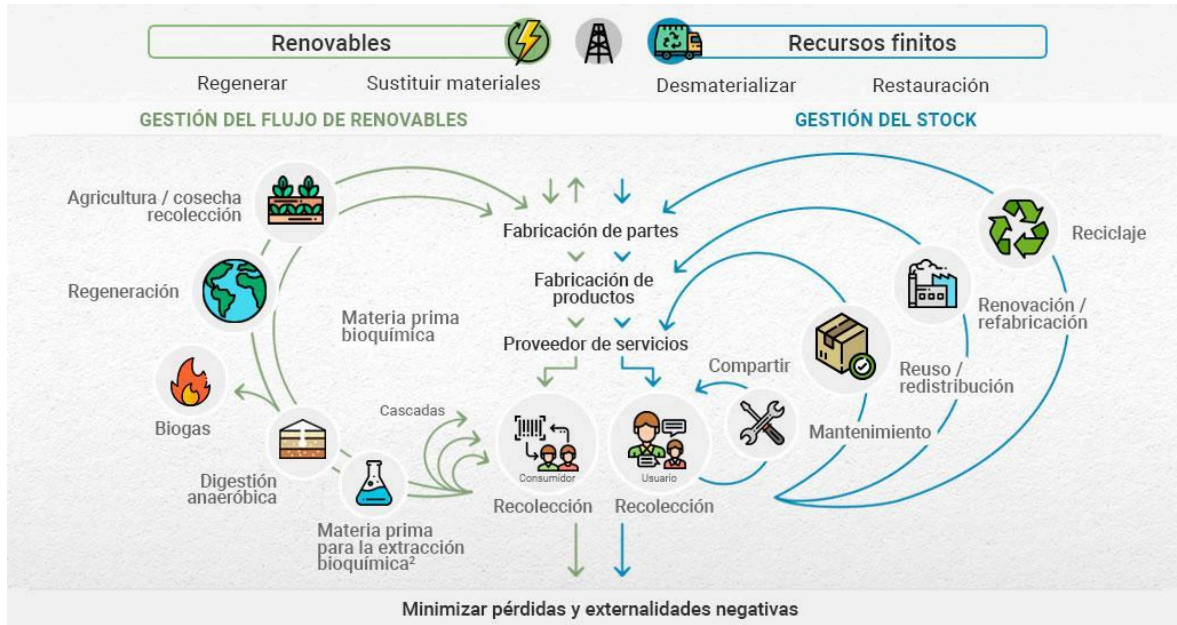 Renovables
Recursos finitos
Regenerar
Sustituir materiales
Desmaterializar
Restauración
GESTIÓN DEL FLUJO DE RENOVABLES
GESTIÓN DEL STOCK
Agricultura / cosecha
recolección
Regeneración
Biogas
Digestión
anaeróbica
Materia prima
bioquímica
Cascadas
Materia prima
para la extracción
bioquímica²
Fabricación de partes
Fabricación de
productos
Proveedor de servicios
Consumidor
Recolección
Usuario
Recolección
Compartir
Mantenimiento
Reuso /
redistribución
Renovación /
refabricación
Reciclaje
Minimizar pérdidas y externalidades negativas